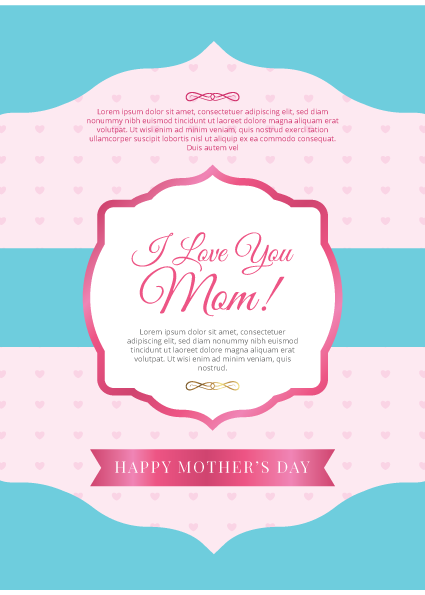 Lorem ipsum dolor sit amet, consectetuer adipiscing elit, sed diam
nonummy nibh euismod tincidunt ut laoreet dolore magna aliquam erat
volutpat. Ut wisi enim ad minim veniam, quis nostrud exerci tation
ullamcorper suscipit lobortis nisl ut aliquip ex ea commodo consequat.
Duis autem vel
I Love You
Mom!
Lorem ipsum dolor sit amet, consectetuer
adipiscing elit, sed diam nonummy nibh euismod
tincidunt ut laoreet dolore magna aliquam erat
volutpat. Ut wisi enim ad minim veniam, quis
nostrud.
HAPPY MOTHER'S DAY